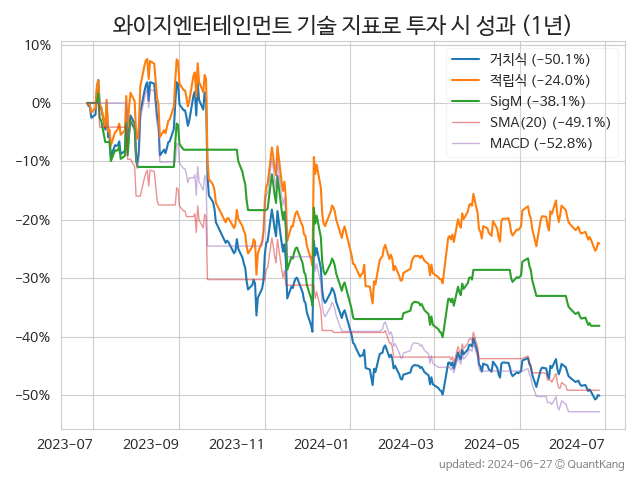 와이지엔터테인먼트 기술 지표로 투자 시 성과 (1년)
10%
0%
−10%
−20%
−30%
−40%
−50%
거치식 (−50.1%)
적립식 (−24.0%)
SigM (−38.1%)
SMA(20) (−49.1%)
MACD (−52.8%)
2023-07
2023-09
2023-11
2024-01
2024-03
2024-05
2024-07
updated: 2024-06-27 © QuantKang